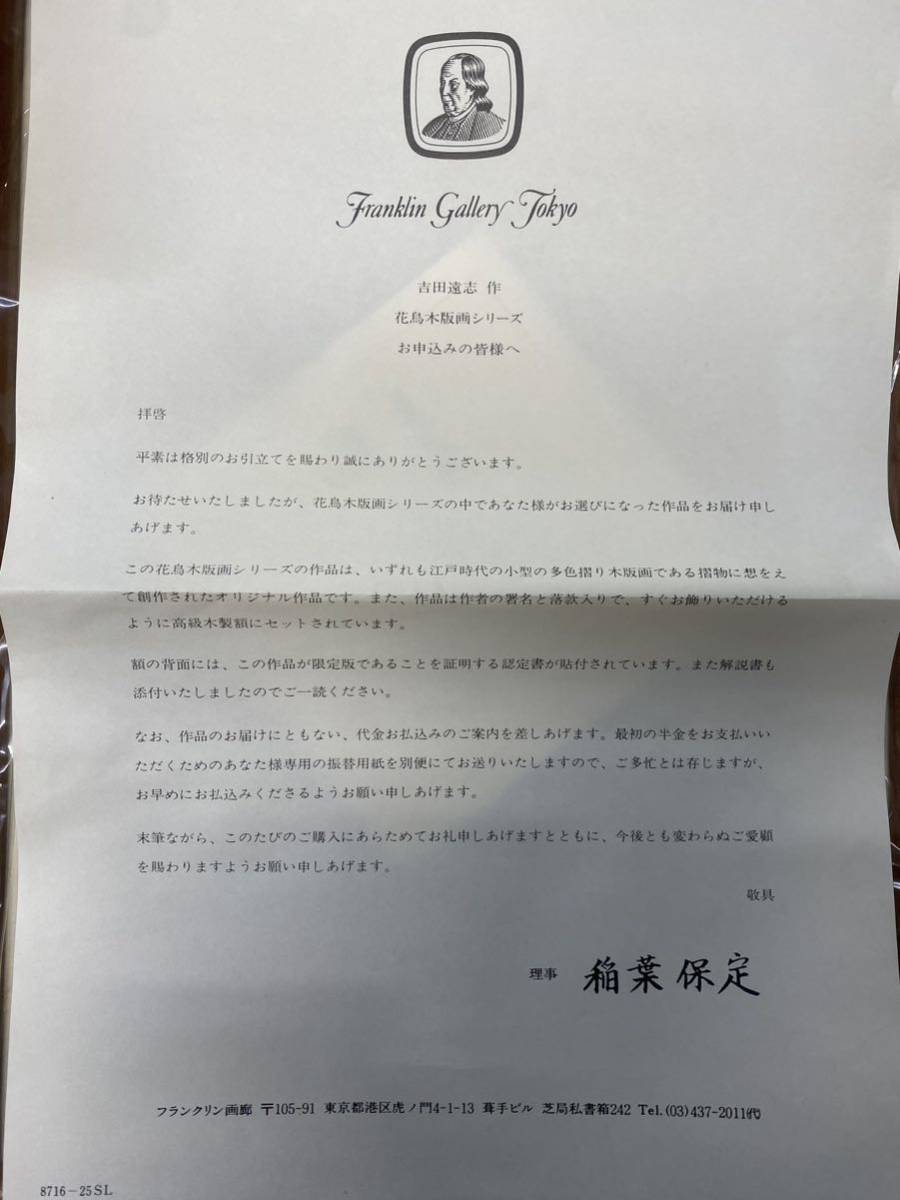 Franklin Gallery Tokyo
吉田遠志 作
花鳥木版画シリーズ
お申込みの皆様へ
拝啓
平素は格別のお引立てを賜わり誠にありがとうございます。
お待たせいたしましたが、花鳥木版画シリーズの中であなた様がお選びになった作品をお届け申し
あげます。
この花鳥木版画シリーズの作品は、いずれも江戸時代の小型の多色摺り木版画である摺物に想をえ
て創作されたオリジナル作品です。また、作品は作者の署名と落款入りで、すぐお飾りいただける
ように高級木製額にセットされています。
額の背面には、この作品が限定版であることを証明する認定書が貼付されています。また解説書も
添付いたしましたのでご一読ください。
なお、作品のお届けにともない、代金お払込みのご案内を差しあげます。最初の半金をお支払いい
ただくためのあなた様専用の振替用紙を別便にてお送りいたしますので、ご多忙とは存じますが、
お早めにお払込みくださるようお願い申しあげます。
末筆ながら、このたびのご購入にあらためてお礼申しあげますとともに、今後とも変わらぬご愛顧
を賜わりますようお願い申しあげます。
敬具
理事 稲葉保定
フランクリン画廊 〒105-91 東京都港区虎ノ門4-1-13 葺手ビル 芝局私書箱242 Tel.(03)437-2011代
8716－25SL